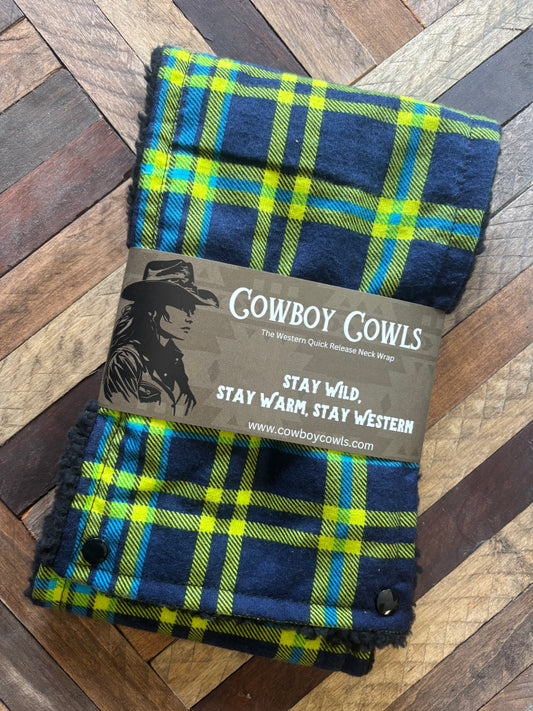 COWBOY COWLS
The Western Quick Release Neck Wrap
STAY WILD,
STAY WARM, STAY WESTERN
www.cowboycowls.com